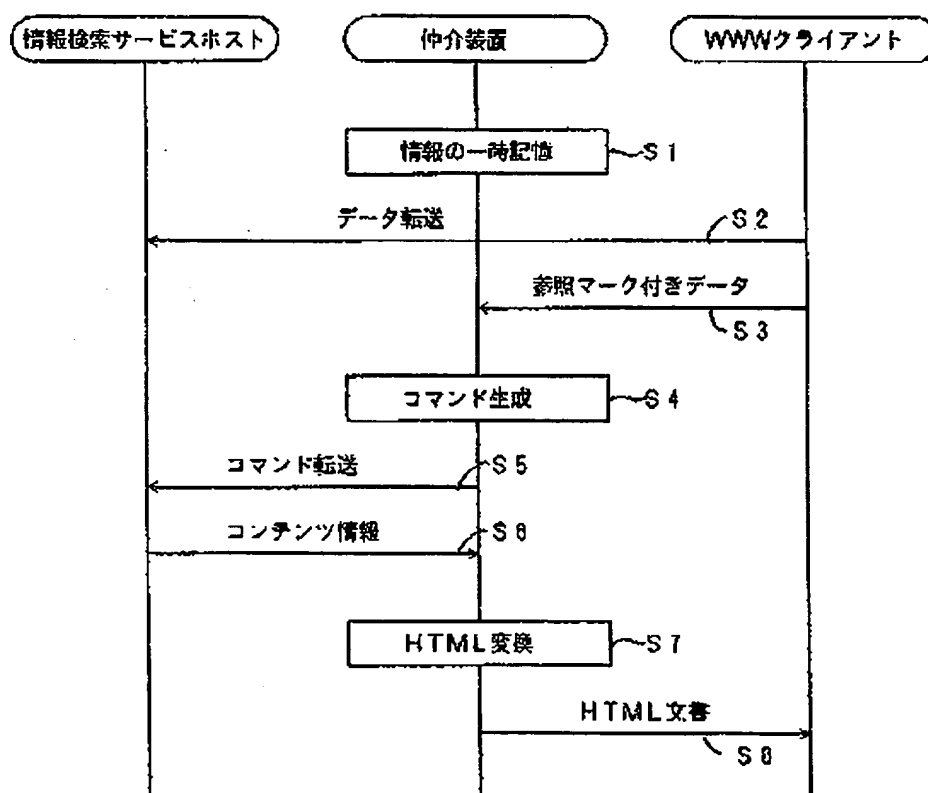 情報検索サービスホスト
仲介装置
WWWクライアント
情報の一時記憶
S1
データ転送
S2
参照マーク付きデータ
S3
コマンド生成
S4
コマンド転送
S5
コンテンツ情報
S6
HTML変換
S7
HTML文書
S8